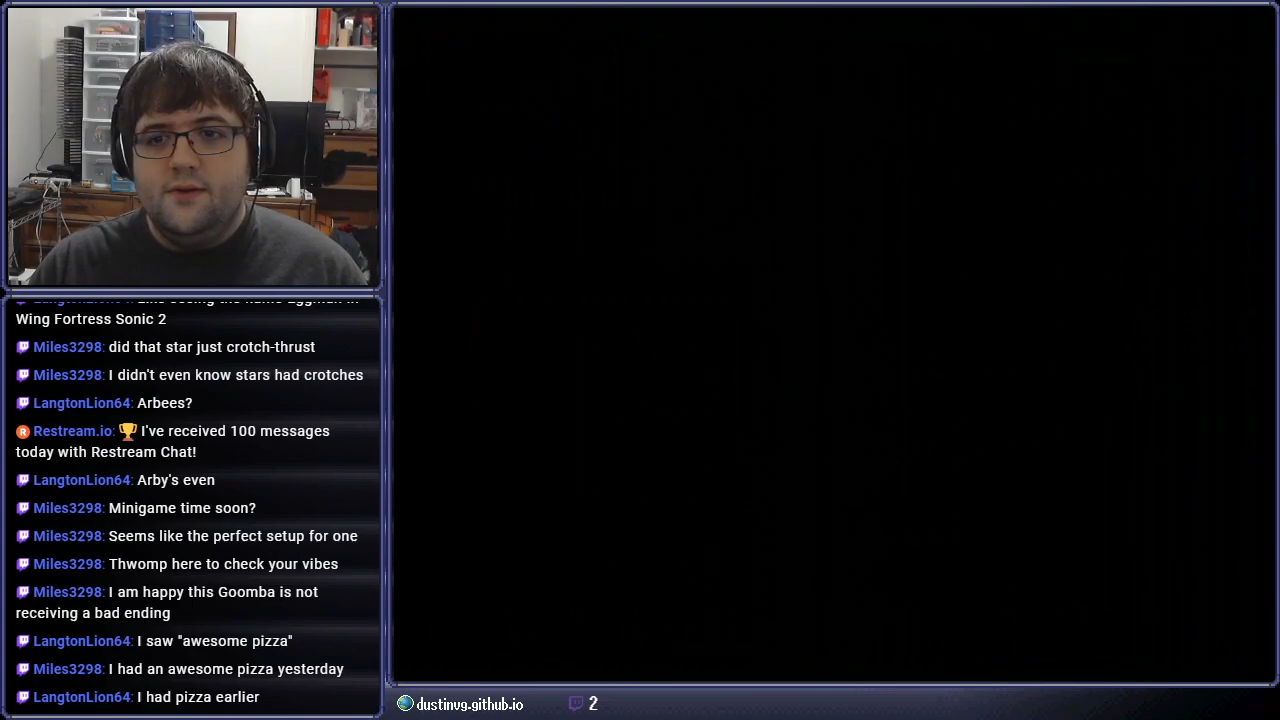 Wing Fortress Sonic 2
Miles3298: did that star just crotch-thrust
Miles3298: I didn't even know stars had crotches
LangtonLion64: Arbees?
Restream.io: 🏆 I've received 100 messages
today with Restream Chat!
LangtonLion64: Arby's even
Miles3298: Minigame time soon?
Miles3298: Seems like the perfect setup for one
Miles3298: Thwomp here to check your vibes
Miles3298: I am happy this Goomba is not
receiving a bad ending
LangtonLion64: I saw "awesome pizza"
Miles3298: I had an awesome pizza yesterday
LangtonLion64: I had pizza earlier
dustinvg.github.io 2